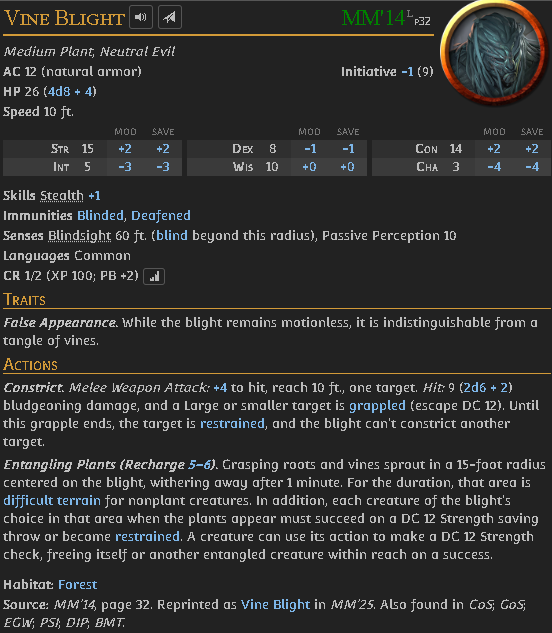 Vine Blight MM'14 L P32
Medium Plant, Neutral Evil
AC 12 (natural armor) Initiative -1 (9)
HP 26 (4d8 + 4)
Speed 10 ft.
MOD SAVE MOD SAVE MOD SAVE
Str 15 +2 +2 Dex 8 -1 -1 Con 14 +2 +2
Int 5 -3 -3 Wis 10 +0 +0 Cha 3 -4 -4
Skills Stealth +1
Immunities Blinded, Deafened
Senses Blindsight 60 ft. (blind beyond this radius), Passive Perception 10
Languages Common
CR 1/2 (XP 100; PB +2)
Traits
False Appearance. While the blight remains motionless, it is indistinguishable from a
tangle of vines.
Actions
Constrict. Melee Weapon Attack: +4 to hit, reach 10 ft., one target. Hit: 9 (2d6 + 2)
bludgeoning damage, and a Large or smaller target is grappled (escape DC 12). Until
this grapple ends, the target is restrained, and the blight can't constrict another
target.
Entangling Plants (Recharge 5–6). Grasping roots and vines sprout in a 15-foot radius
centered on the blight, withering away after 1 minute. For the duration, that area is
difficult terrain for nonplant creatures. In addition, each creature of the blight's
choice in that area when the plants appear must succeed on a DC 12 Strength saving
throw or become restrained. A creature can use its action to make a DC 12 Strength
check, freeing itself or another entangled creature within reach on a success.
Habitat: Forest
Source: MM'14, page 32. Reprinted as Vine Blight in MM'25. Also found in CoS; GoS;
EGW; PSI; DIP; BMT.